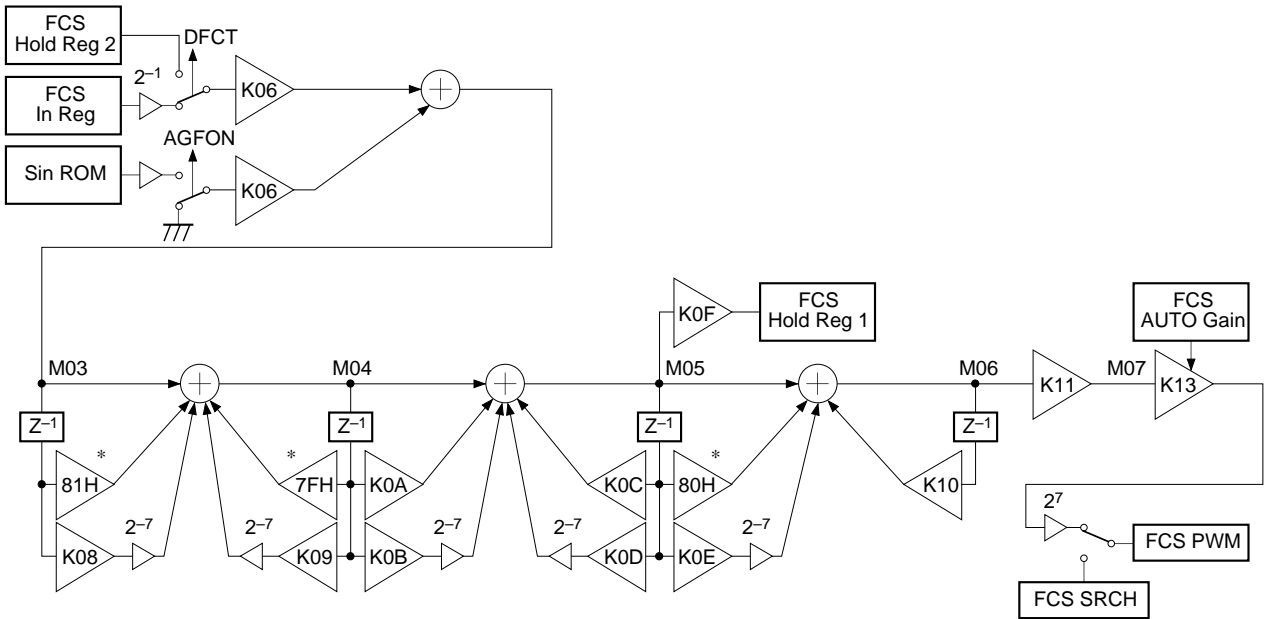 FCS
Hold Reg 2
DFCT
2–1
FCS
In Reg
K06
AGFON
Sin ROM
K06
K0F
FCS
Hold Reg 1
FCS
AUTO Gain
M03
M04
M05
M06
K11
M07
K13
Z–1
Z–1
Z–1
Z–1
*
*
*
81H
7FH
K0A
K0C
80H
K10
2–7
2–7
2–7
2–7
2–7
K08
K09
K0B
K0D
K0E
27
FCS PWM
FCS SRCH